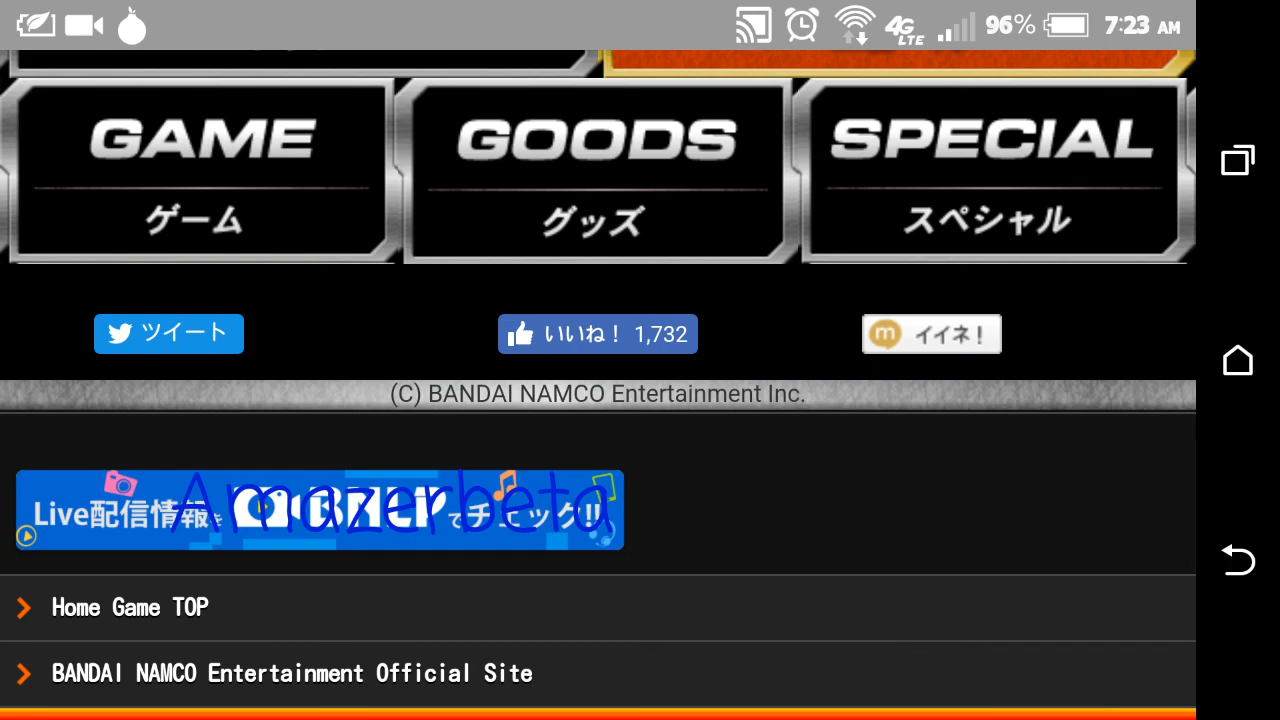 4G LTE 96% 7:23 AM
GAME GOODS SPECIAL
ゲーム グッズ スペシャル
ツイート いいね! 1,732 m イイネ!
(C) BANDAI NAMCO Entertainment Inc.
Live配信情報を BNLP でチェック!!
Amazerbeta
Home Game TOP
BANDAI NAMCO Entertainment Official Site